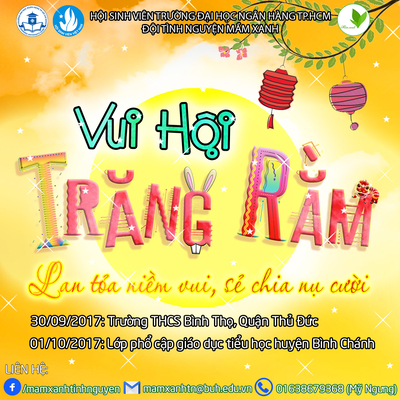 HỘI SINH VIÊN TRƯỜNG ĐẠI HỌC NGÂN HÀNG TP.HCM
ĐỘI TÌNH NGUYỆN MẦM XANH
Vui Hội
TRĂNG RẰM
Lan tỏa niềm vui, sẻ chia nụ cười
30/09/2017: Trường THCS Bình Thọ, Quận Thủ Đức
01/10/2017: Lớp phổ cập giáo dục tiểu học huyện Bình Chánh
LIÊN HỆ:
/mamxanhtinhnguyen mamxanhtn@buh.edu.vn 01638679368 (Mỹ Ngưng)